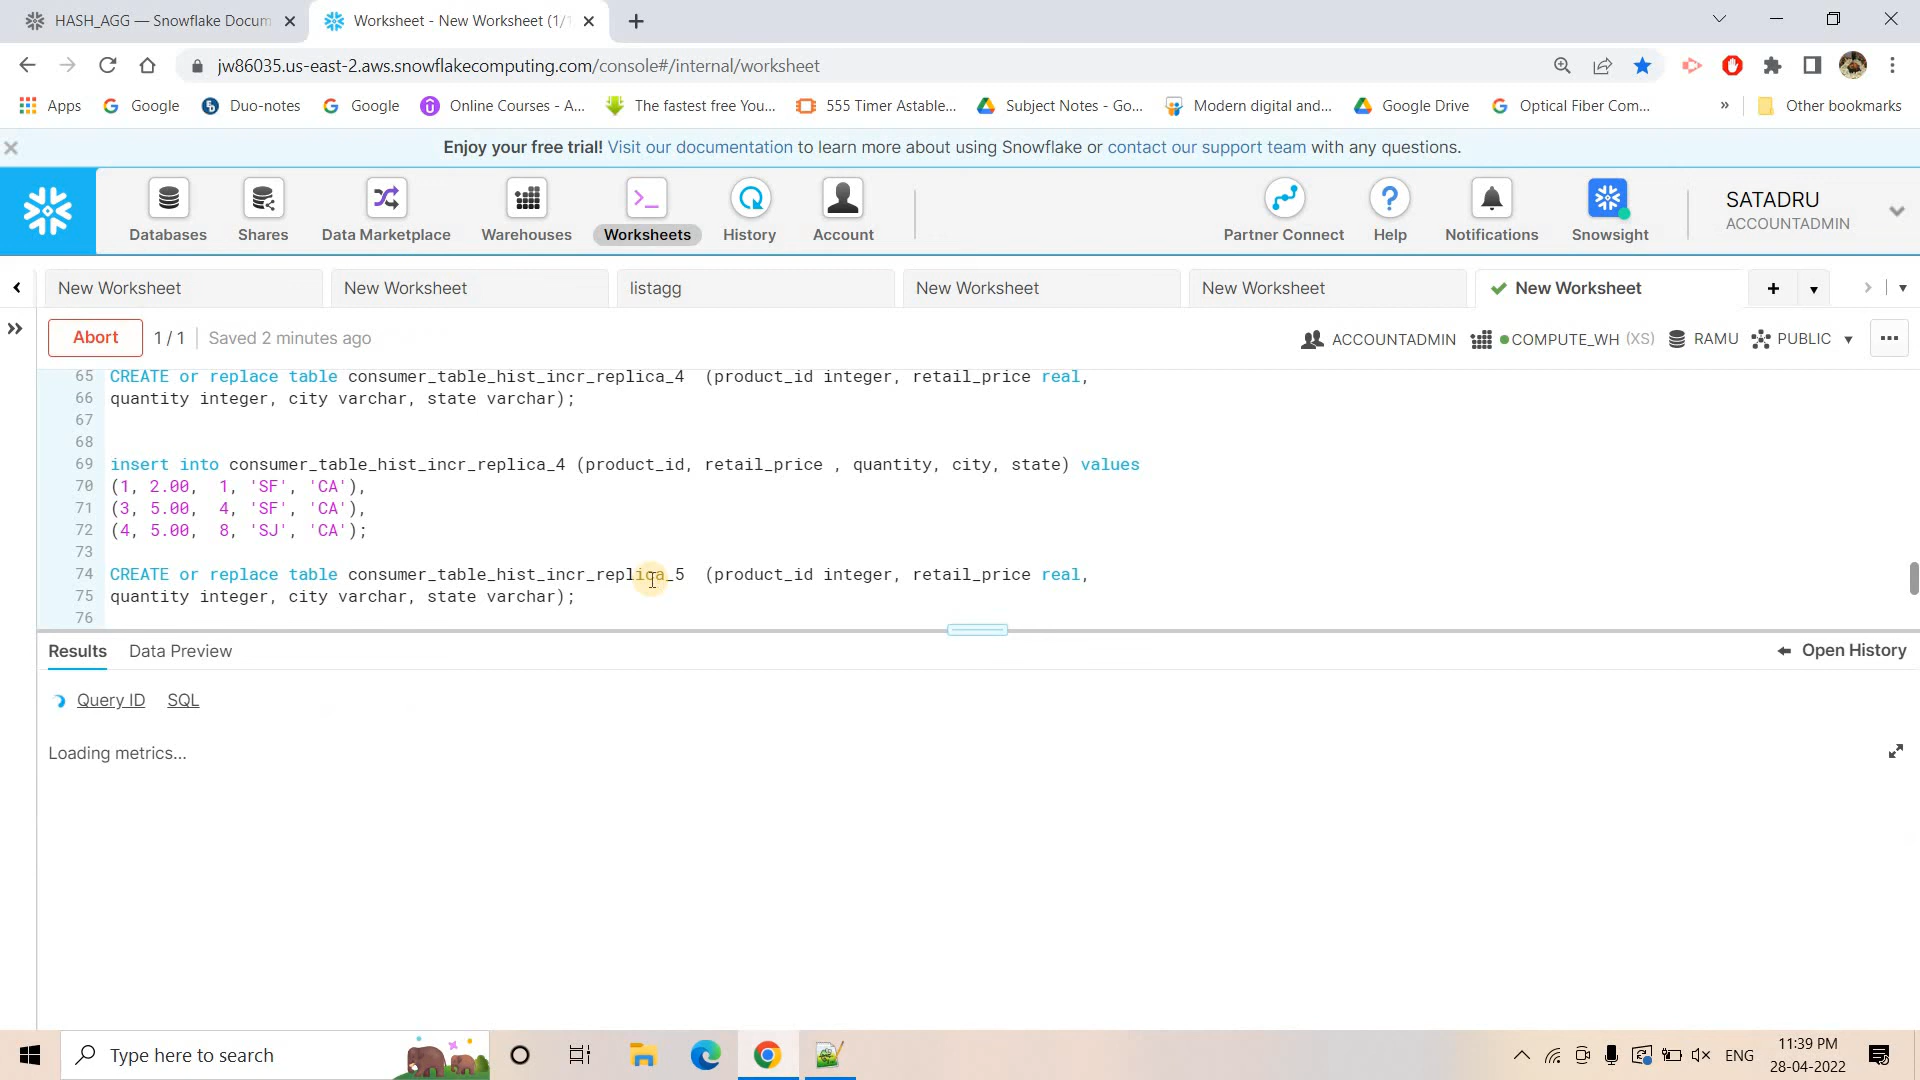 HASH_AGG — Snowflake Docum
Worksheet - New Worksheet (1/1
jw86035.us-east-2.aws.snowflakecomputing.com/console#/internal/worksheet
Apps Google Duo-notes Google Online Courses - A... The fastest free You... 555 Timer Astable... Subject Notes - Go... Modern digital and... Google Drive Optical Fiber Com... » Other bookmarks
Enjoy your free trial! Visit our documentation to learn more about using Snowflake or contact our support team with any questions.
Databases Shares Data Marketplace Warehouses Worksheets History Account Partner Connect Help Notifications Snowsight
SATADRU
ACCOUNTADMIN
New Worksheet New Worksheet listagg New Worksheet New Worksheet New Worksheet
Abort 1 / 1 Saved 2 minutes ago ACCOUNTADMIN COMPUTE_WH (XS) RAMU PUBLIC
65 CREATE or replace table consumer_table_hist_incr_replica_4 (product_id integer, retail_price real,
66 quantity integer, city varchar, state varchar);
67
68
69 insert into consumer_table_hist_incr_replica_4 (product_id, retail_price , quantity, city, state) values
70 (1, 2.00, 1, 'SF', 'CA'),
71 (3, 5.00, 4, 'SF', 'CA'),
72 (4, 5.00, 8, 'SJ', 'CA');
73
74 CREATE or replace table consumer_table_hist_incr_replica_5 (product_id integer, retail_price real,
75 quantity integer, city varchar, state varchar);
76
Results Data Preview Open History
Query ID SQL
Loading metrics...
Type here to search
ENG
11:39 PM
28-04-2022